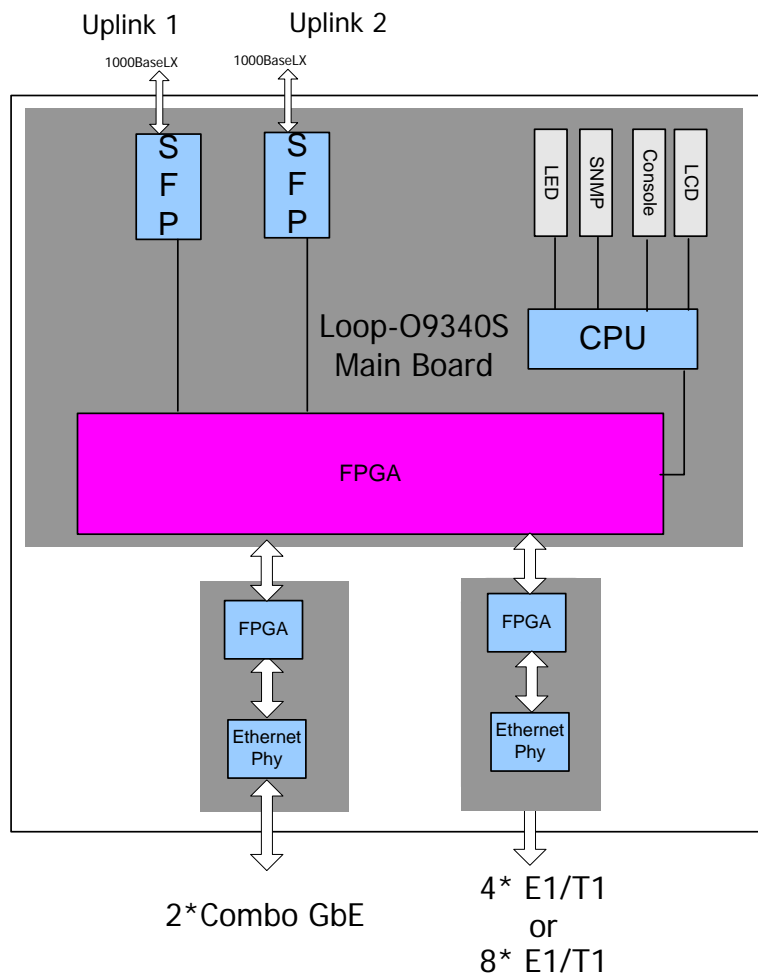 Uplink 1
Uplink 2
1000BaseLX
1000BaseLX
S
F
P
S
F
P
LED
SNMP
Console
LCD
Loop-O9340S
Main Board
CPU
FPGA
FPGA
FPGA
Ethernet
Phy
Ethernet
Phy
2*Combo GbE
4* E1/T1
or
8* E1/T1